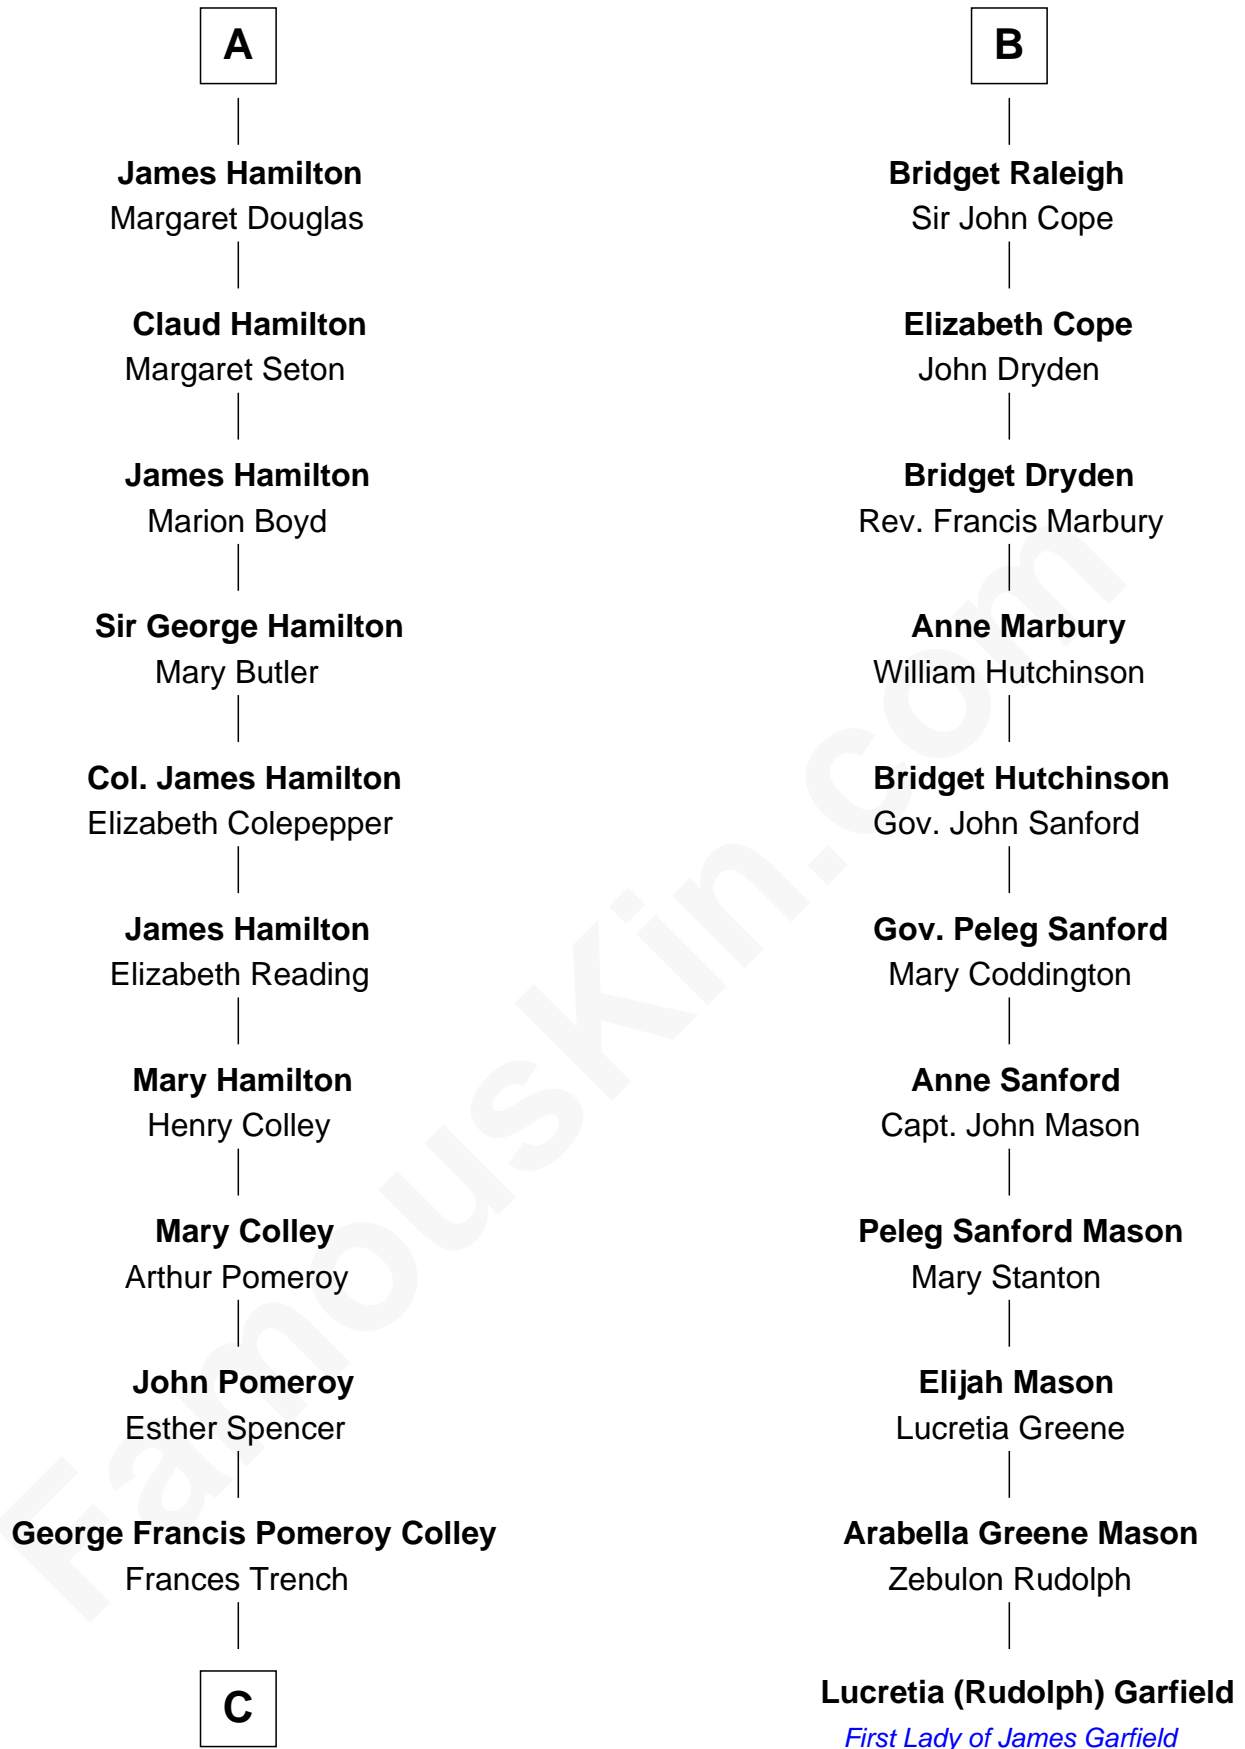 A
James Hamilton
Margaret Douglas
Claud Hamilton
Margaret Seton
James Hamilton
Marion Boyd
Sir George Hamilton
Mary Butler
Col. James Hamilton
Elizabeth Colepepper
James Hamilton
Elizabeth Reading
Mary Hamilton
Henry Colley
Mary Colley
Arthur Pomeroy
John Pomeroy
Esther Spencer
George Francis Pomeroy Colley
Frances Trench
C
B
Bridget Raleigh
Sir John Cope
Elizabeth Cope
John Dryden
Bridget Dryden
Rev. Francis Marbury
Anne Marbury
William Hutchinson
Bridget Hutchinson
Gov. John Sanford
Gov. Peleg Sanford
Mary Coddington
Anne Sanford
Capt. John Mason
Peleg Sanford Mason
Mary Stanton
Elijah Mason
Lucretia Greene
Arabella Greene Mason
Zebulon Rudolph
Lucretia (Rudolph) Garfield
First Lady of James Garfield
FamousKin.com